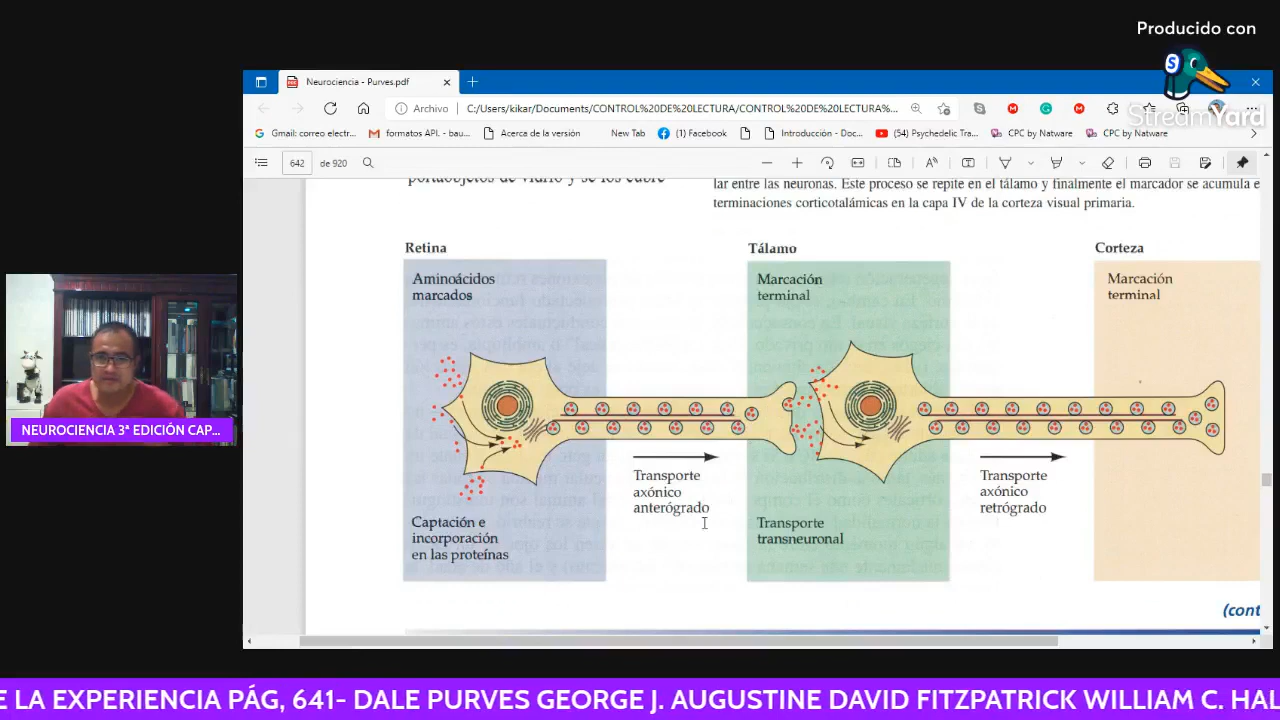 Producido con
S
StreamYard
Neurociencia - Purves.pdf
Archivo
C:/Users/kikar/Documents/CONTROL%20DE%20LECTURA/CONTROL%20DE%20LECTURA%...
Gmail: correo electr...
formatos API. - bau...
Acerca de la versión
New Tab
(1) Facebook
Introducción - Doc...
(54) Psychedelic Tra...
CPC by Natware
CPC by Natware
642
de 920
portaobjetos de vidrio y se los cubre
lar entre las neuronas. Este proceso se repite en el tálamo y finalmente el marcador se acumula e
terminaciones corticotalámicas en la capa IV de la corteza visual primaria.
Retina
Tálamo
Corteza
Aminoácidos
marcados
Marcación
terminal
Marcación
terminal
Transporte
axónico
anterógrado
Transporte
axónico
retrógrado
Captación e
incorporación
en las proteínas
Transporte
transneuronal
(cont
NEUROCIENCIA 3ª EDICIÓN CAP...
E LA EXPERIENCIA PÁG, 641- DALE PURVES GEORGE J. AUGUSTINE DAVID FITZPATRICK WILLIAM C. HAL